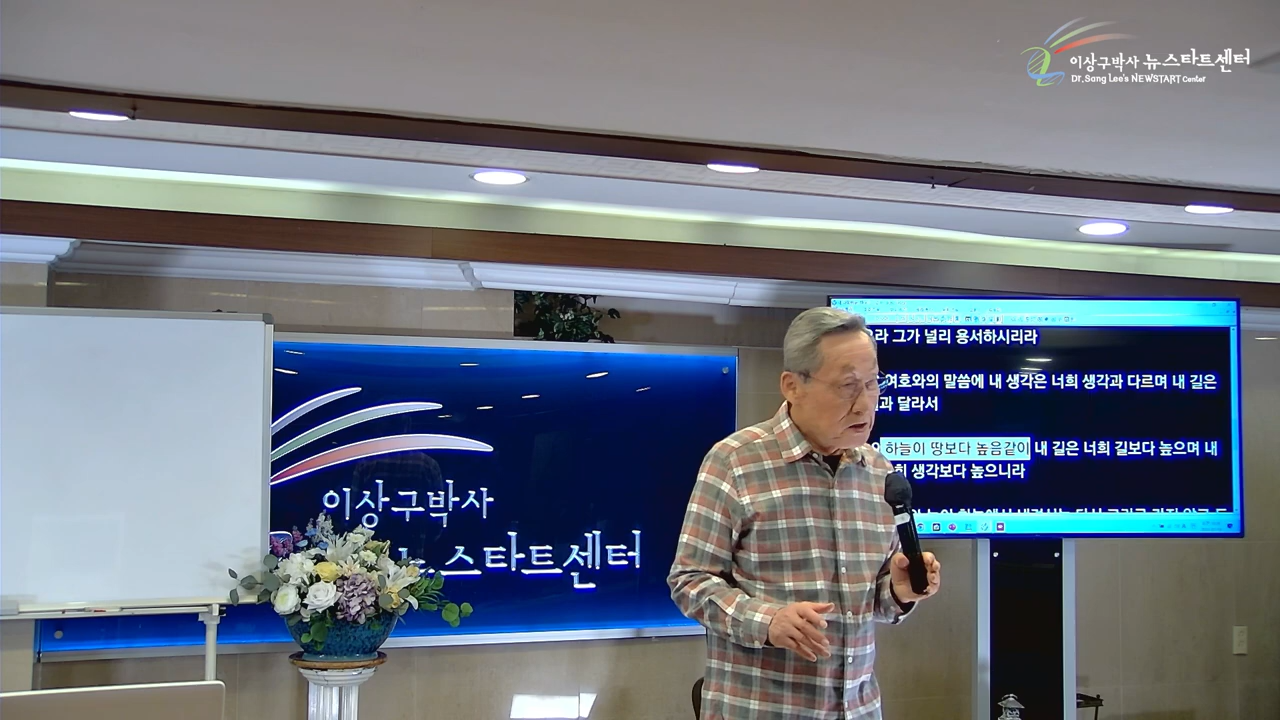 이상구박사 뉴스타트센터
Dr. Sang Lee's NEWSTART Center
그가 널리 용서하시리라
여호와의 말씀에 내 생각은 너희 생각과 다르며 내 길은
달라서
하늘이 땅보다 높음같이 내 길은 너희 길보다 높으며 내
생각보다 높으니라
이상구박사
뉴스타트센터